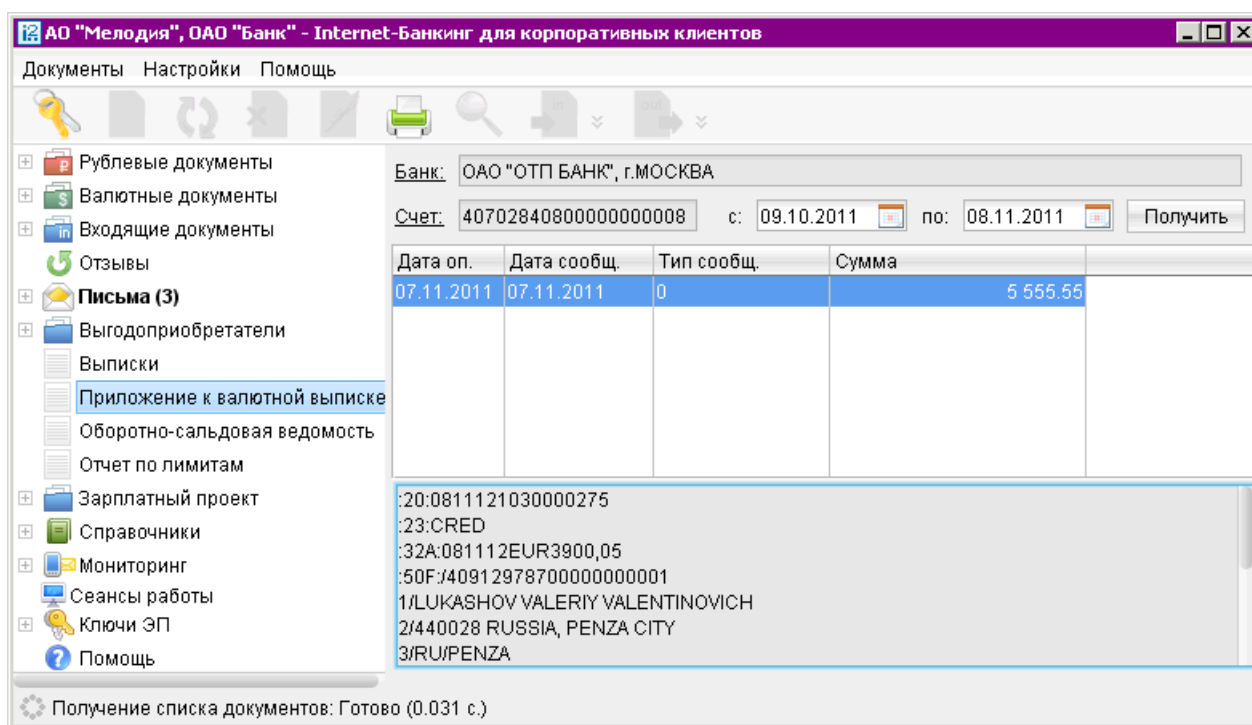 АО "Мелодия", ОАО "Банк" - Internet-Банкинг для корпоративных клиентов
Документы Настройки Помощь
in out
Рублевые документы
Валютные документы
Входящие документы
Отзывы
Письма (3)
Выгодоприобретатели
Выписки
Приложение к валютной выписке
Оборотно-сальдовая ведомость
Отчет по лимитам
Зарплатный проект
Справочники
Мониторинг
Сеансы работы
Ключи ЭП
Помощь
Банк: ОАО "ОТП БАНК", г.МОСКВА
Счет: 40702840800000000008 с: 09.10.2011 по: 08.11.2011 Получить
Дата оп. Дата сообщ. Тип сообщ. Сумма
07.11.2011 07.11.2011 0 5 555.55
:20:0811121030000275
:23:CRED
:32A:081112EUR3900,05
:50F:/40912978700000000001
1/LUKASHOV VALERIY VALENTINOVICH
2/440028 RUSSIA, PENZA CITY
3/RU/PENZA
Получение списка документов: Готово (0.031 с.)